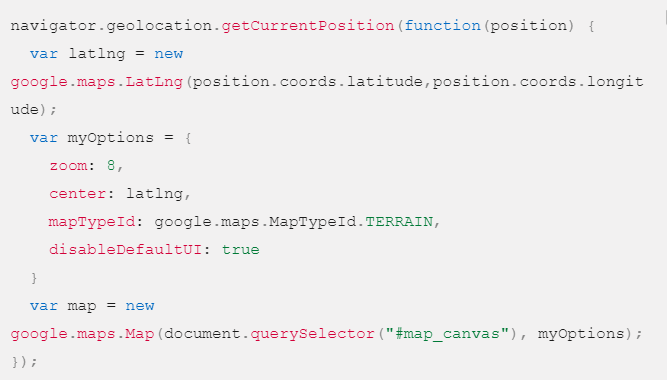 navigator.geolocation.getCurrentPosition(function(position) {
  var latlng = new
google.maps.LatLng(position.coords.latitude,position.coords.longit
ude);
  var myOptions = {
    zoom: 8,
    center: latlng,
    mapTypeId: google.maps.MapTypeId.TERRAIN,
    disableDefaultUI: true
  }
  var map = new
google.maps.Map(document.querySelector("#map_canvas"), myOptions);
});